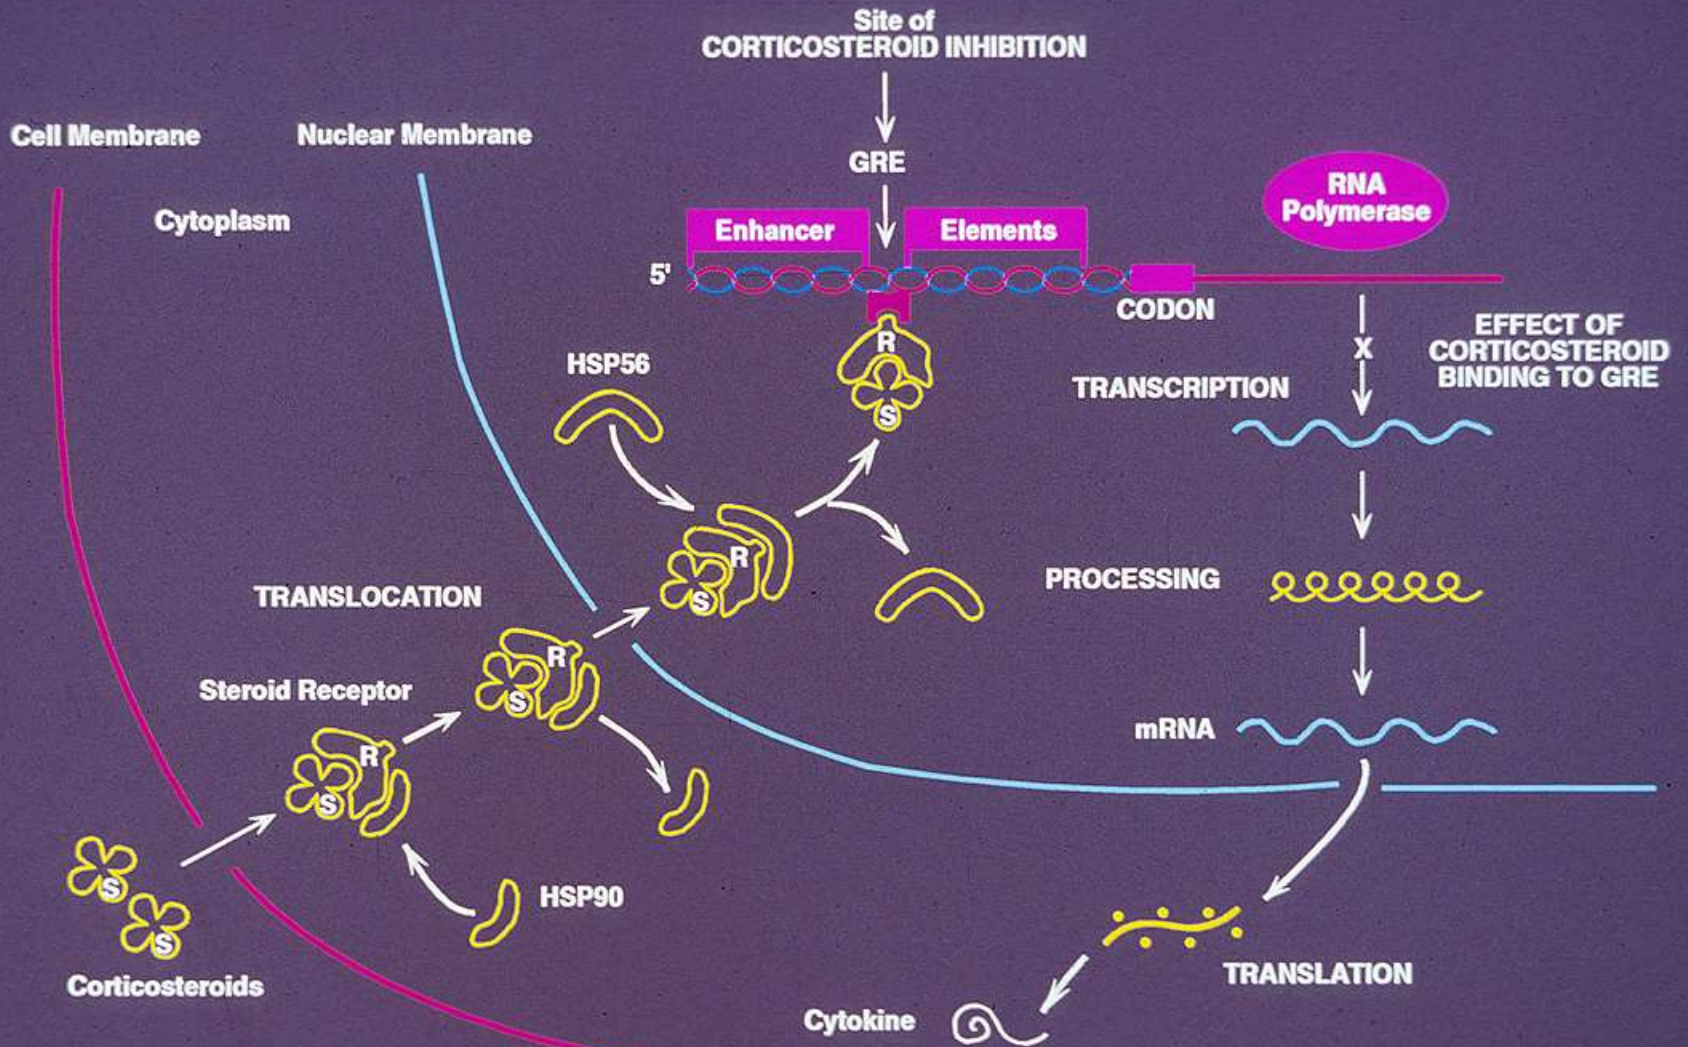 Site of
CORTICOSTEROID INHIBITION
Cell Membrane
Nuclear Membrane
GRE
RNA
Polymerase
Cytoplasm
Enhancer
Elements
5'
CODON
EFFECT OF
CORTICOSTEROID
BINDING TO GRE
X
R
S
HSP56
TRANSCRIPTION
R
S
TRANSLOCATION
PROCESSING
R
S
Steroid Receptor
R
S
mRNA
S
S
HSP90
Corticosteroids
TRANSLATION
Cytokine